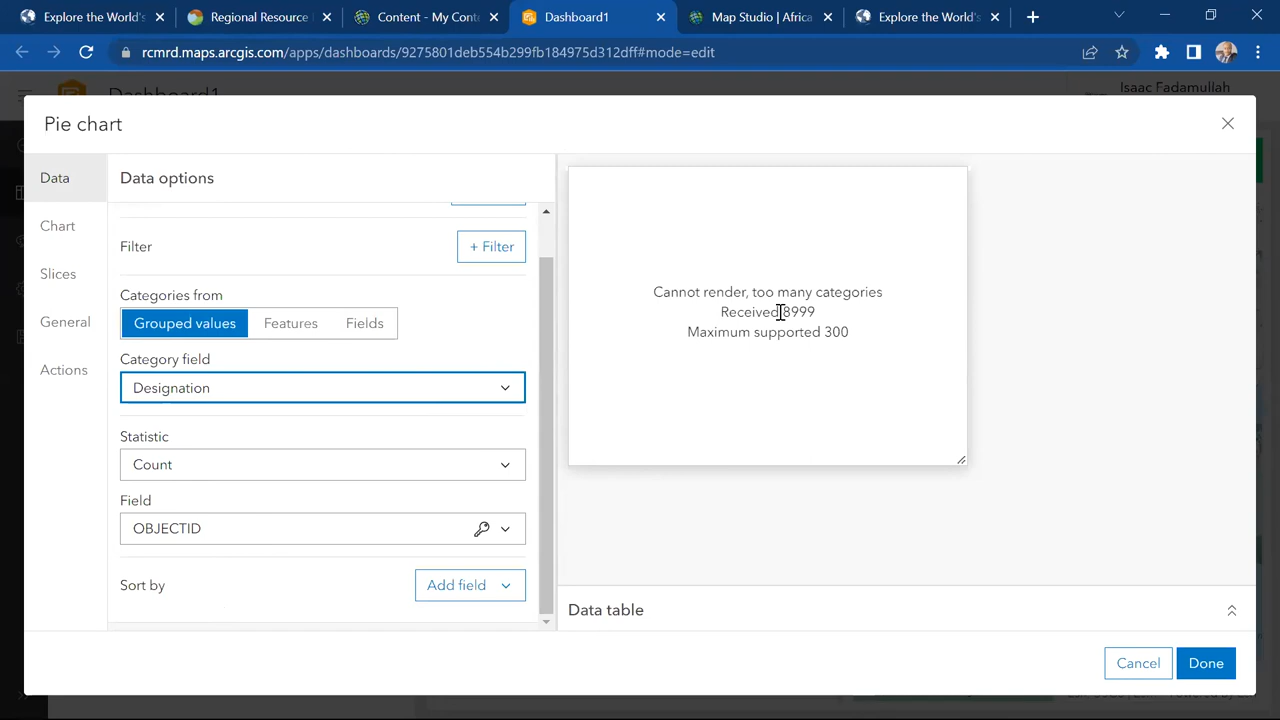 Explore the World's
Regional Resource
Content - My Conte
Dashboard1
Map Studio | Africa
Explore the World's
rcmrd.maps.arcgis.com/apps/dashboards/9275801deb554b299fb184975d312dff#mode=edit
Dashboard1
Isaac Fadamullah
Pie chart
Data
Chart
Slices
General
Actions
Data options
Filter
+ Filter
Categories from
Grouped values
Features
Fields
Category field
Designation
Statistic
Count
Field
OBJECTID
Sort by
Add field
Cannot render, too many categories
Received 8999
Maximum supported 300
Data table
Cancel
Done